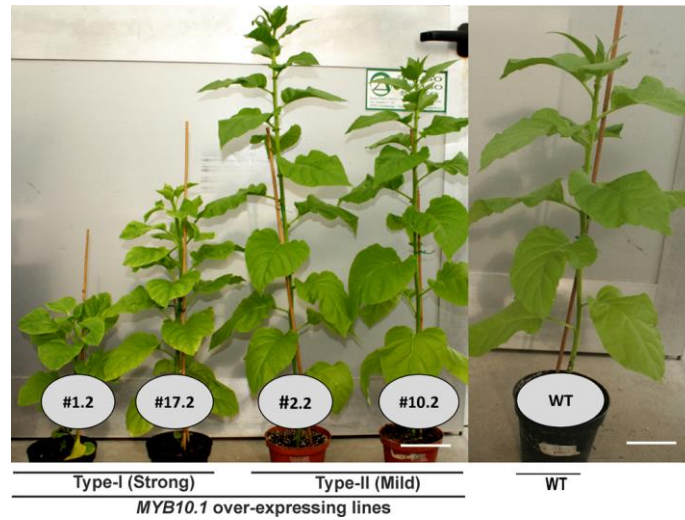 #1.2
#17.2
#2.2
#10.2
WT
Type-I (Strong)
Type-II (Mild)
WT
MYB10.1 over-expressing lines